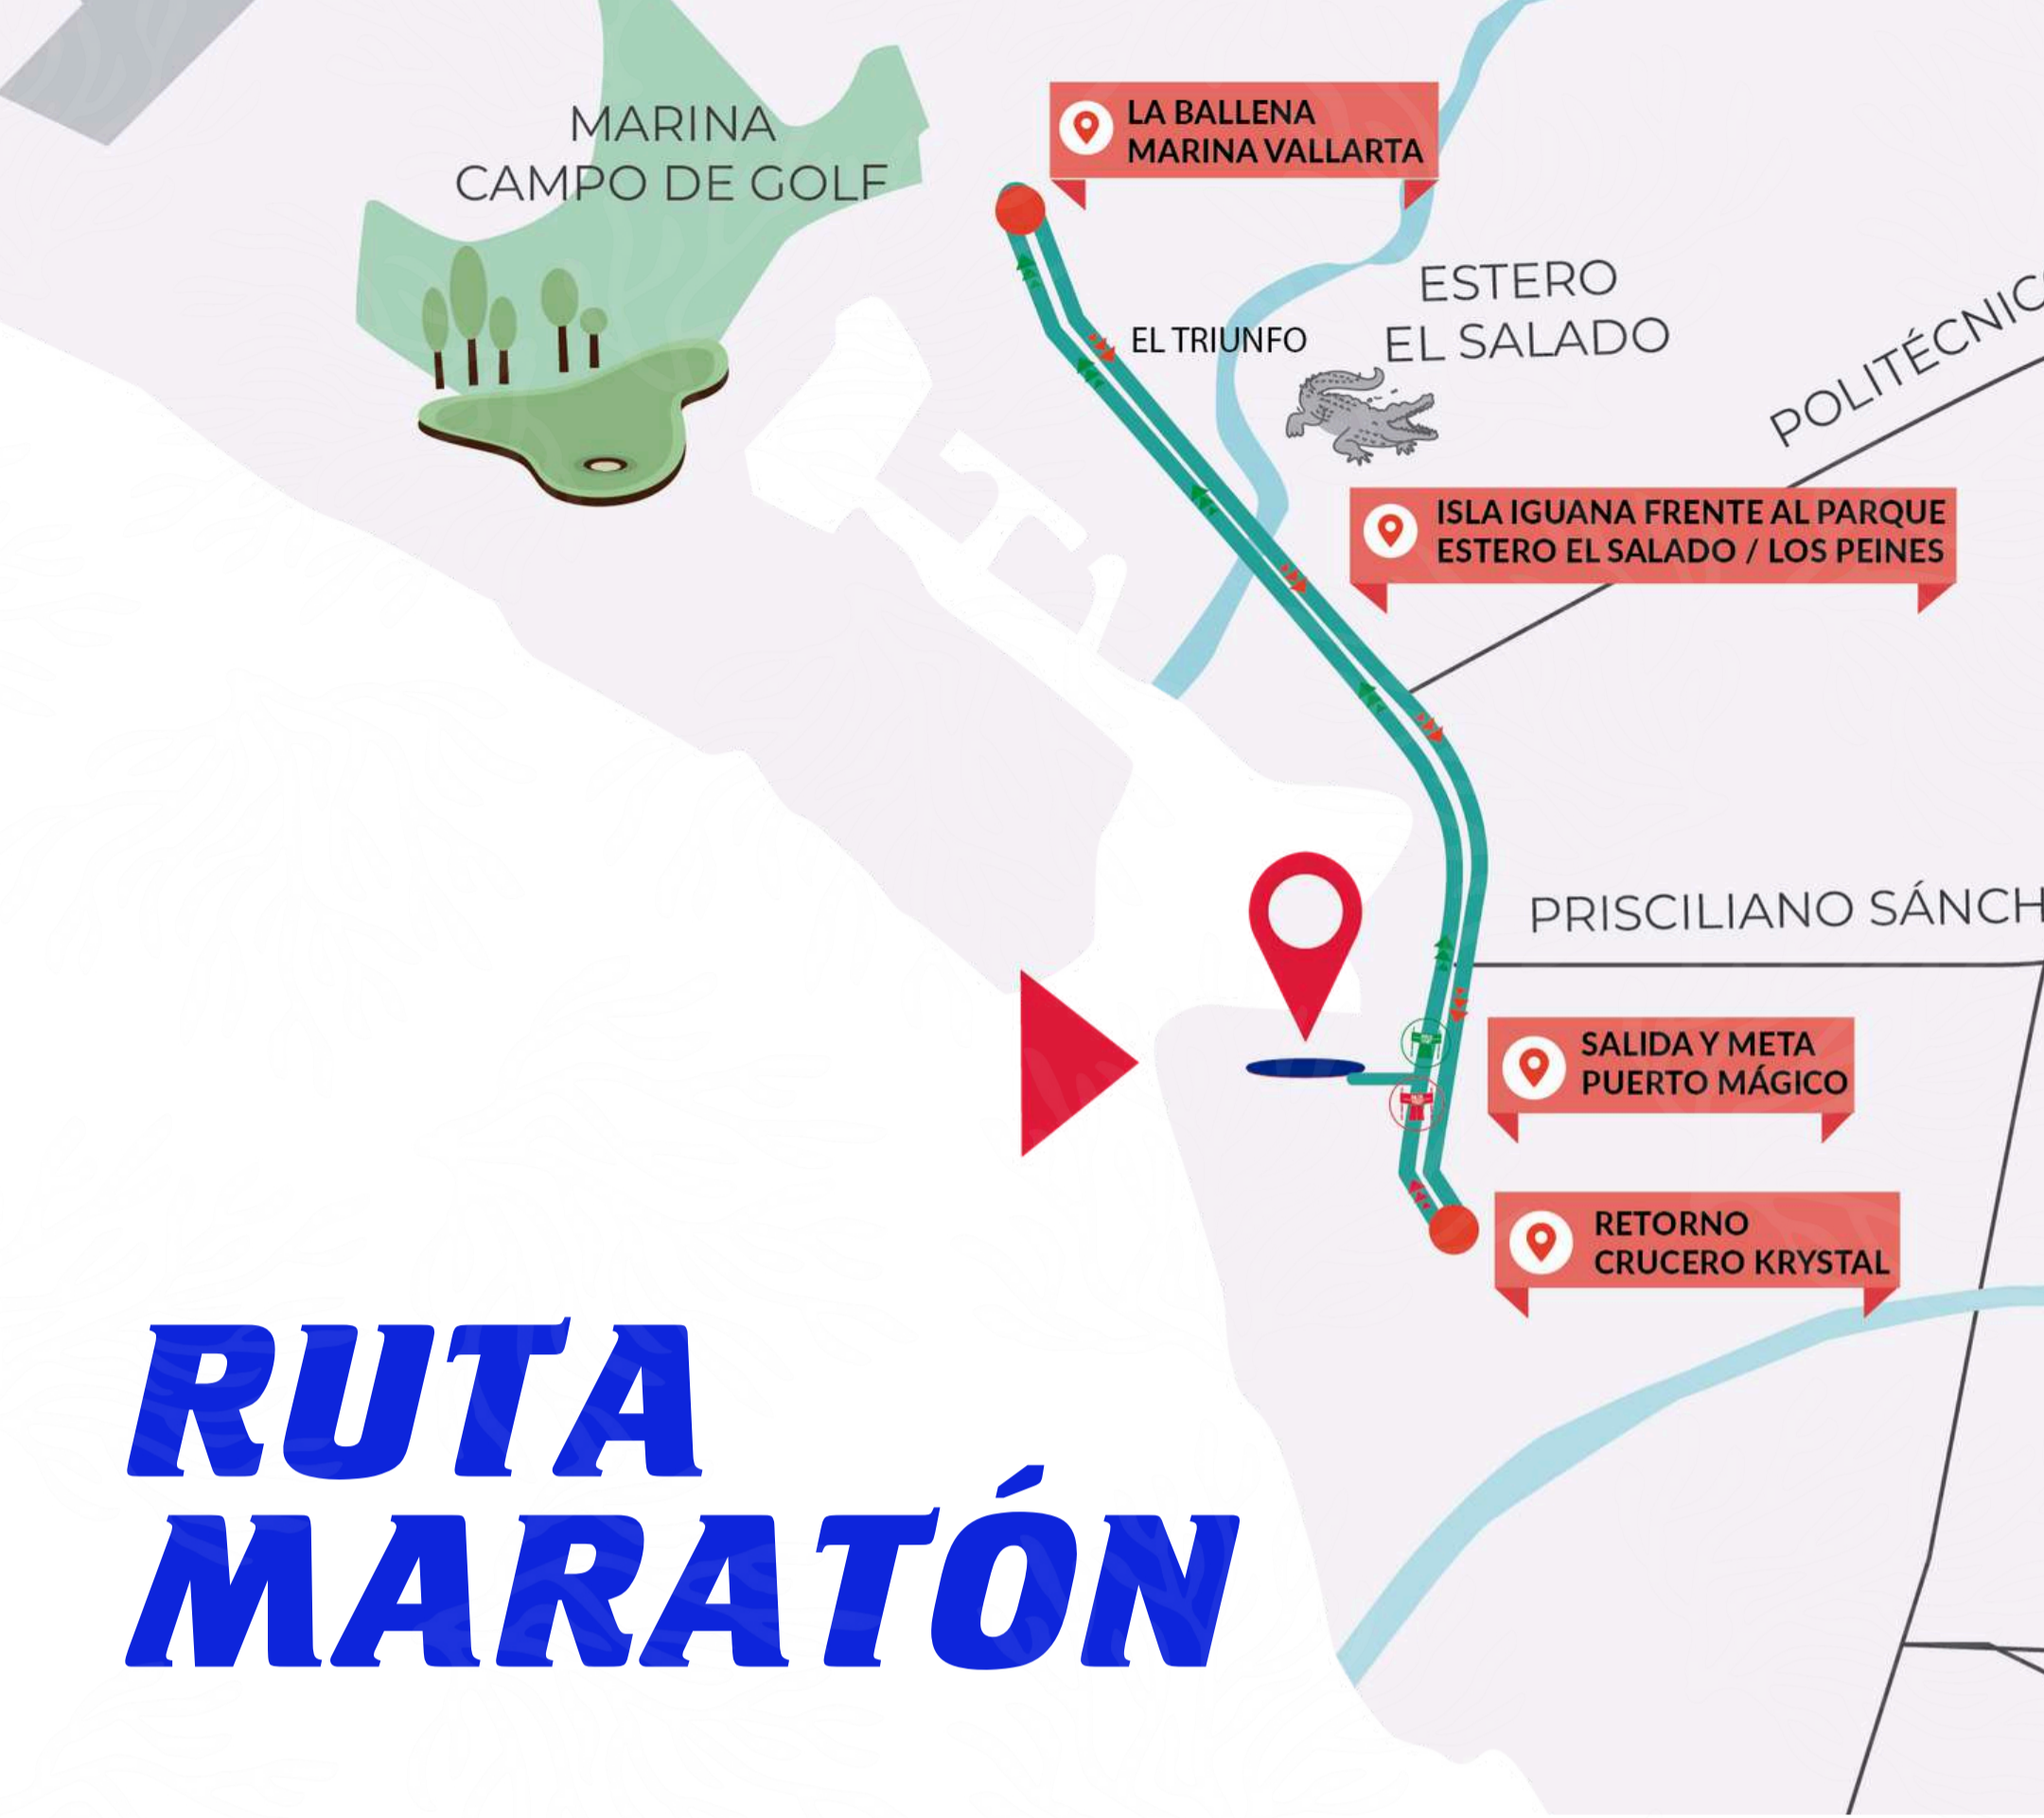 MARINA
CAMPO DE GOLF
LA BALLENA
MARINA VALLARTA
ESTERO
EL SALADO
EL TRIUNFO
POLITÉCNIC
ISLA IGUANA FRENTE AL PARQUE
ESTERO EL SALADO / LOS PEINES
PRISCILIANO SÁNCH
SALIDA Y META
PUERTO MÁGICO
RETORNO
CRUCERO KRYSTAL
RUTA
MARATÓN